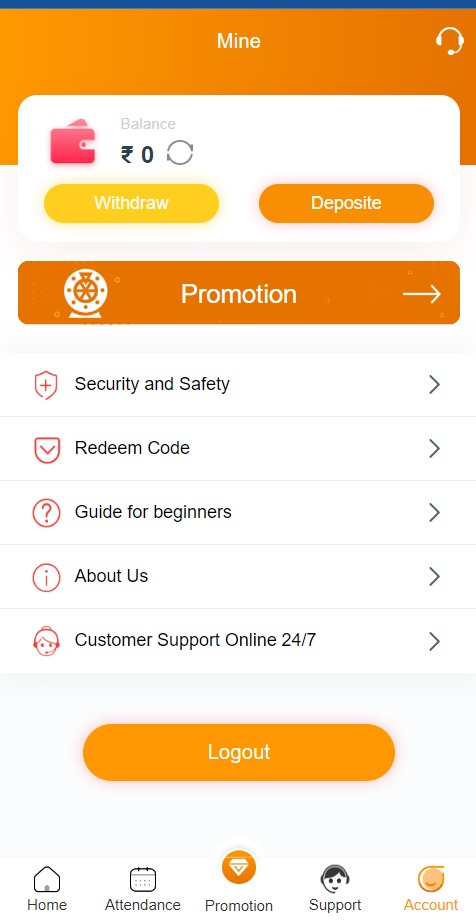 Mine
Balance
₹ 0
Withdraw
Deposite
Promotion
Security and Safety
Redeem Code
Guide for beginners
About Us
Customer Support Online 24/7
Logout
Home
Attendance
Promotion
Support
Account